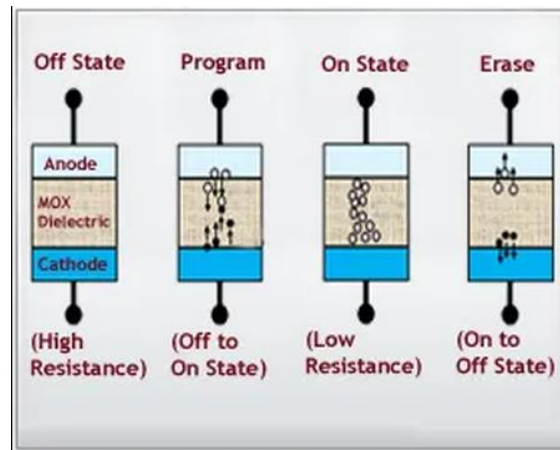 Off State
Program
On State
Erase
Anode
MOX
Dielectric
Cathode
(High
Resistance)
(Off to
On State)
(Low
Resistance)
(On to
Off State)